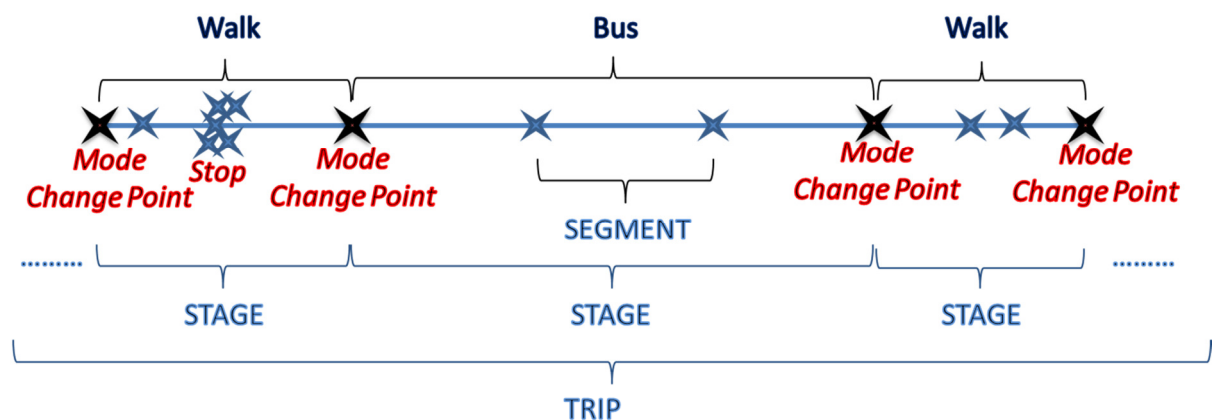 Walk Bus Walk
Mode Stop Mode Mode Mode
Change Point Change Point Change Point Change Point
SEGMENT
......... .........
STAGE STAGE STAGE
TRIP